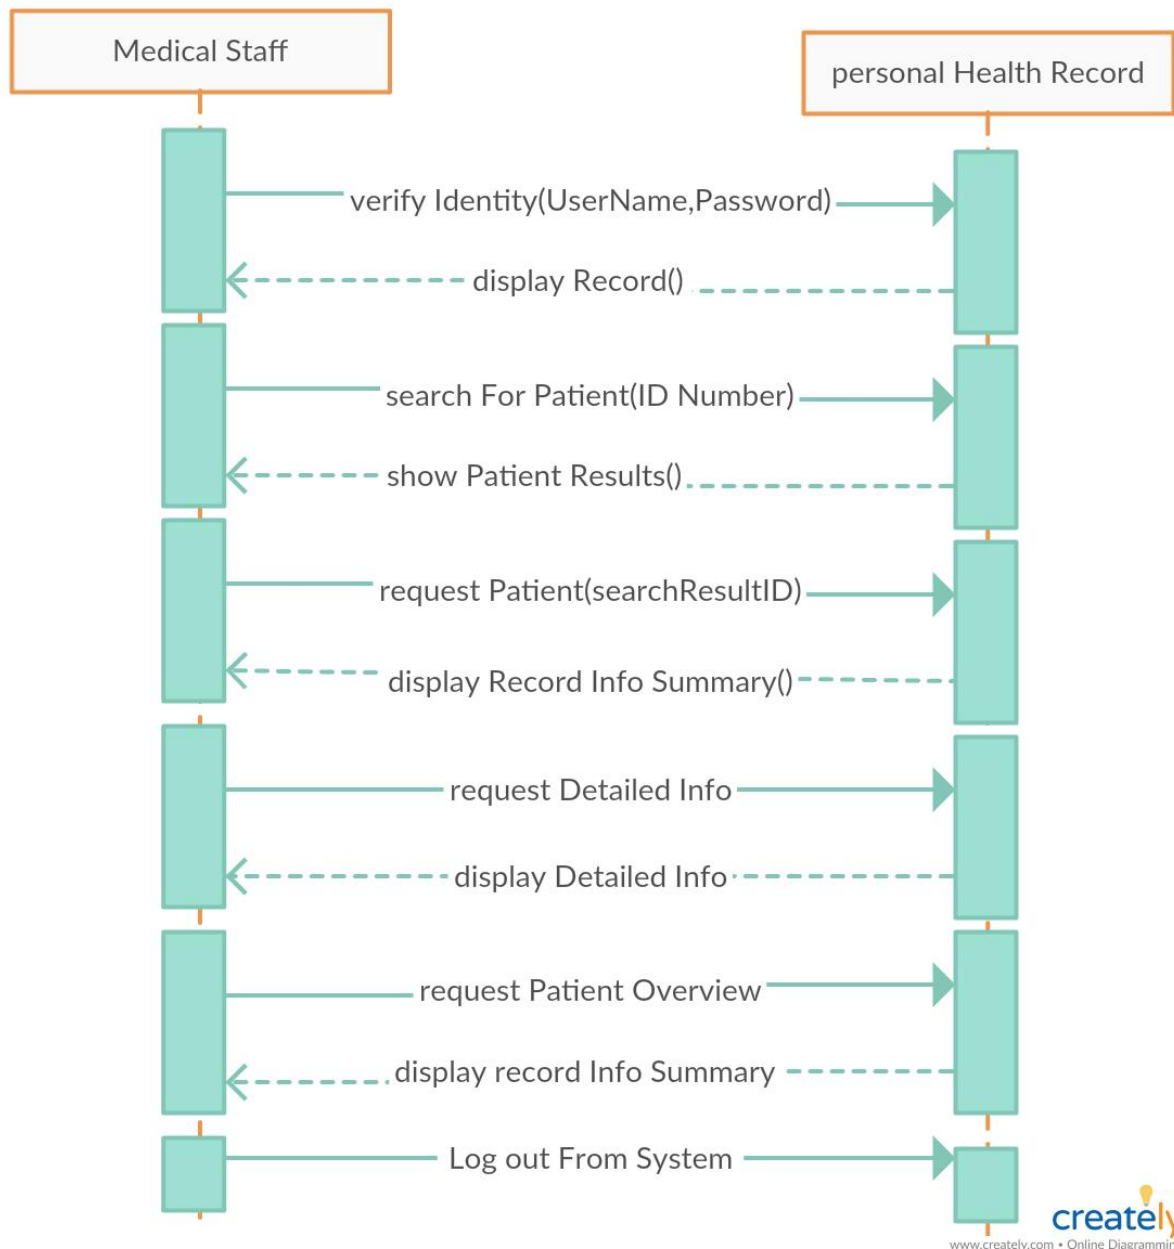 Medical Staff
personal Health Record
verify Identity(UserName,Password)
display Record()
search For Patient(ID Number)
show Patient Results()
request Patient(searchResultID)
display Record Info Summary()
request Detailed Info
display Detailed Info
request Patient Overview
display record Info Summary
Log out From System
creately
www.creately.com • Online Diagrammin